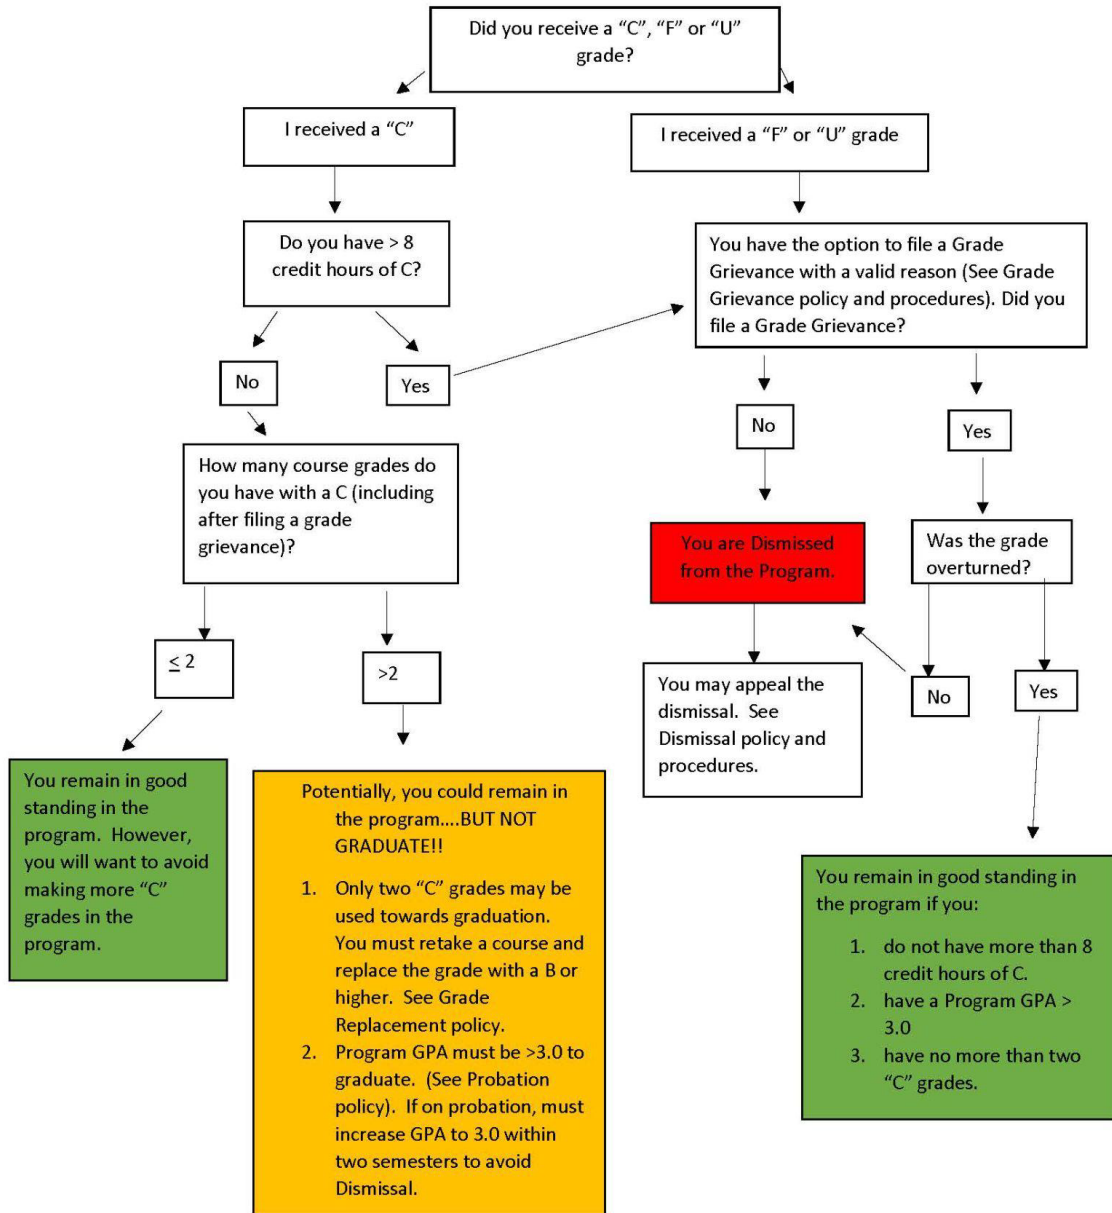 Did you receive a “C”, “F” or “U”
grade?
I received a “C”
I received a “F” or “U” grade
Do you have > 8
credit hours of C?
You have the option to file a Grade
Grievance with a valid reason (See Grade
Grievance policy and procedures). Did you
file a Grade Grievance?
No
Yes
No
Yes
How many course grades do
you have with a C (including
after filing a grade
grievance)?
You are Dismissed
from the Program.
Was the grade
overturned?
≤ 2
>2
You may appeal the
dismissal. See
Dismissal policy and
procedures.
No
Yes
You remain in good
standing in the
program. However,
you will want to avoid
making more “C”
grades in the
program.
Potentially, you could remain in
the program....BUT NOT
GRADUATE!!
1. Only two “C” grades may be
used towards graduation.
You must retake a course and
replace the grade with a B or
higher. See Grade
Replacement policy.
2. Program GPA must be >3.0 to
graduate. (See Probation
policy). If on probation, must
increase GPA to 3.0 within
two semesters to avoid
Dismissal.
You remain in good standing in
the program if you:
1. do not have more than 8
credit hours of C.
2. have a Program GPA >
3.0
3. have no more than two
“C” grades.